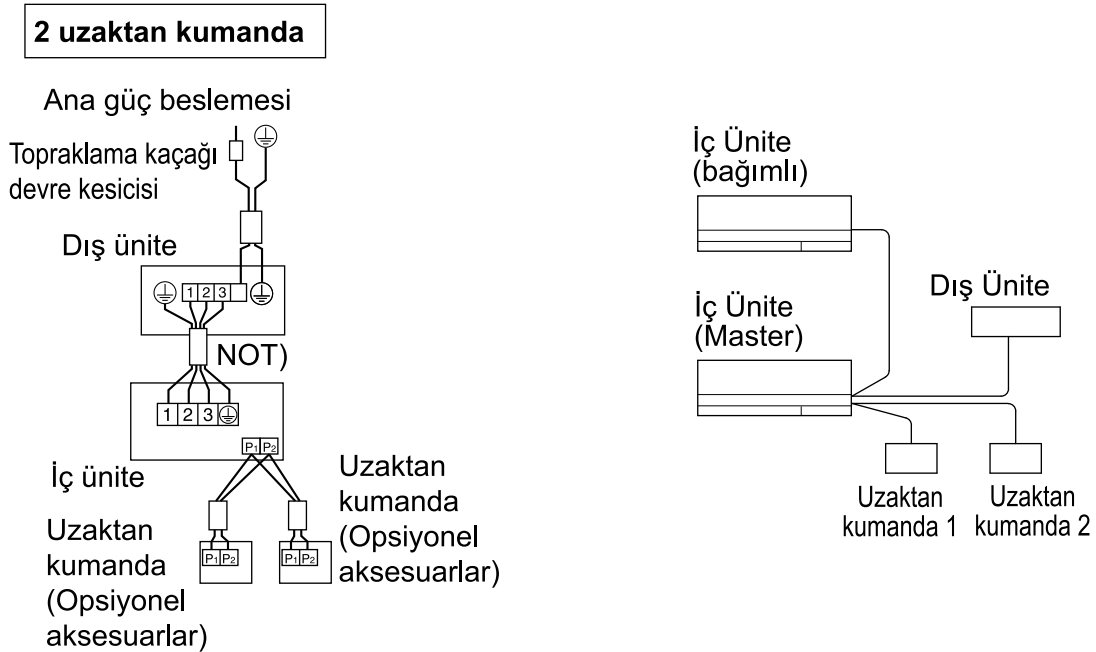 2 uzaktan kumanda
Ana güç beslemesi
Topraklama kaçağı
devre kesicisi
Dış ünite
1 2 3
NOT)
1 2 3
P1 P2
İç ünite
Uzaktan
kumanda
(Opsiyonel
aksesuarlar)
P1 P2
P1 P2
Uzaktan
kumanda
(Opsiyonel
aksesuarlar)
İç Ünite
(bağımlı)
İç Ünite
(Master)
Dış Ünite
Uzaktan
kumanda 1
Uzaktan
kumanda 2